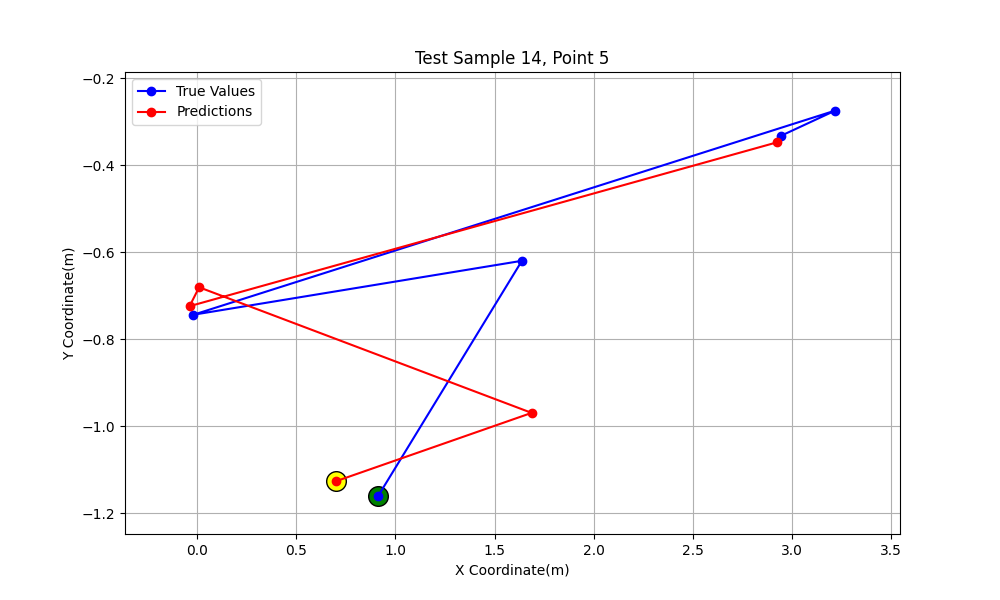 Test Sample 14, Point 5
True Values
Predictions
−0.2
−0.4
−0.6
−0.8
−1.0
−1.2
Y Coordinate(m)
0.0 0.5 1.0 1.5 2.0 2.5 3.0 3.5
X Coordinate(m)